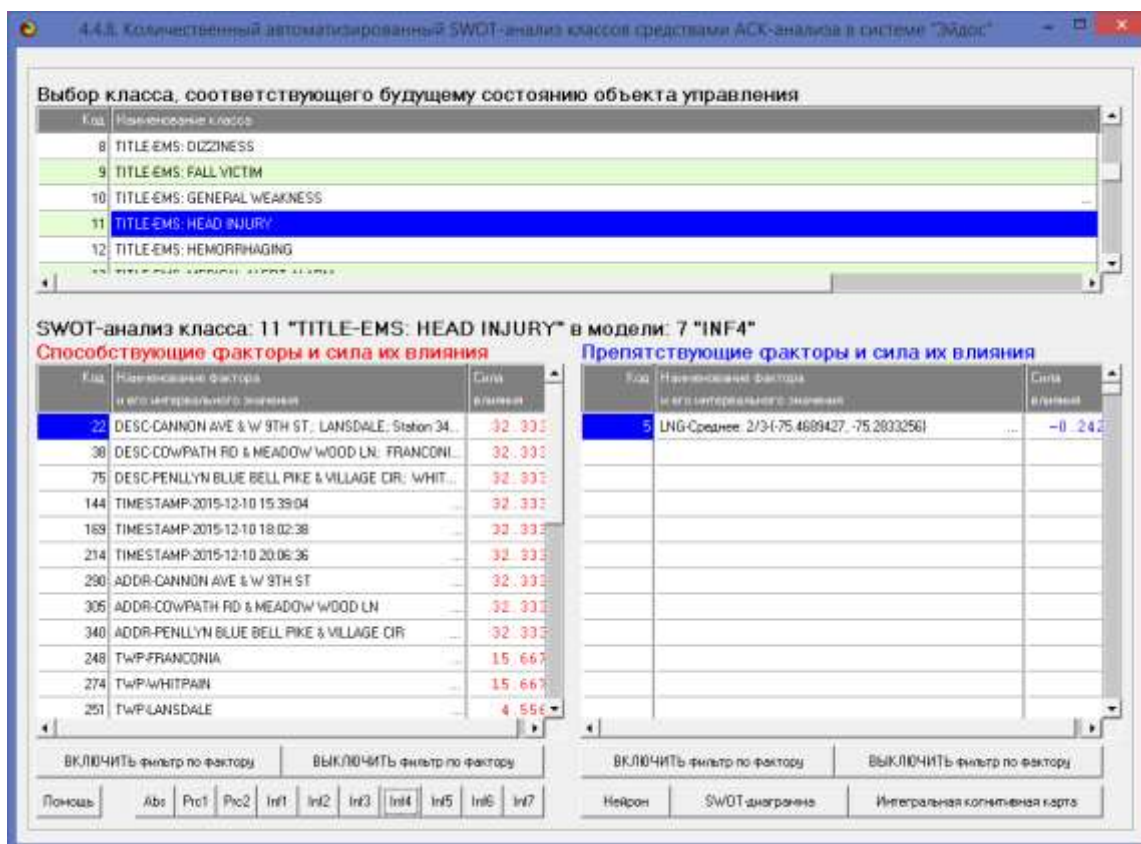 4.4.8. Количественный автоматизированный SWOT-анализ классов средствами АСК-анализа в системе "Эйдос"
Выбор класса, соответствующего будущему состоянию объекта управления
Код Наименование класса
8 TITLE-EMS: DIZZINESS
9 TITLE-EMS: FALL VICTIM
10 TITLE-EMS: GENERAL WEAKNESS ...
11 TITLE-EMS: HEAD INJURY
12 TITLE-EMS: HEMORRHAGING
13 TITLE-EMS: MEDICAL ALERT ALARM
SWOT-анализ класса: 11 "TITLE-EMS: HEAD INJURY" в модели: 7 "INF4"
Способствующие факторы и сила их влияния
Код Наименование фактора и его интервального значения Сила влияния
22 DESC-CANNON AVE & W 9TH ST; LANSDALE; Station 34... 32.333
38 DESC-COWPATH RD & MEADOW WOOD LN; FRANCONI... 32.333
75 DESC-PENLLYN BLUE BELL PIKE & VILLAGE CIR; WHIT... 32.333
144 TIMESTAMP-2015-12-10 15:39:04 ... 32.333
169 TIMESTAMP-2015-12-10 18:02:38 ... 32.333
214 TIMESTAMP-2015-12-10 20:06:36 ... 32.333
290 ADDR-CANNON AVE & W 9TH ST ... 32.333
305 ADDR-COWPATH RD & MEADOW WOOD LN ... 32.333
340 ADDR-PENLLYN BLUE BELL PIKE & VILLAGE CIR ... 32.333
248 TWP-FRANCONIA ... 15.667
274 TWP-WHITPAIN ... 15.667
251 TWP-LANSDALE ... 4.556
Препятствующие факторы и сила их влияния
Код Наименование фактора и его интервального значения Сила влияния
5 LNG-Среднее: 2/3-{-75.4689427, -75.2833256} ... -0.242
ВКЛЮЧИТЬ фильтр по фактору ВЫКЛЮЧИТЬ фильтр по фактору ВКЛЮЧИТЬ фильтр по фактору ВЫКЛЮЧИТЬ фильтр по фактору
Помощь Abs Prc1 Prc2 Inf1 Inf2 Inf3 Inf4 Inf5 Inf6 Inf7 Нейрон SWOT-диаграмма Интегральная когнитивная карта